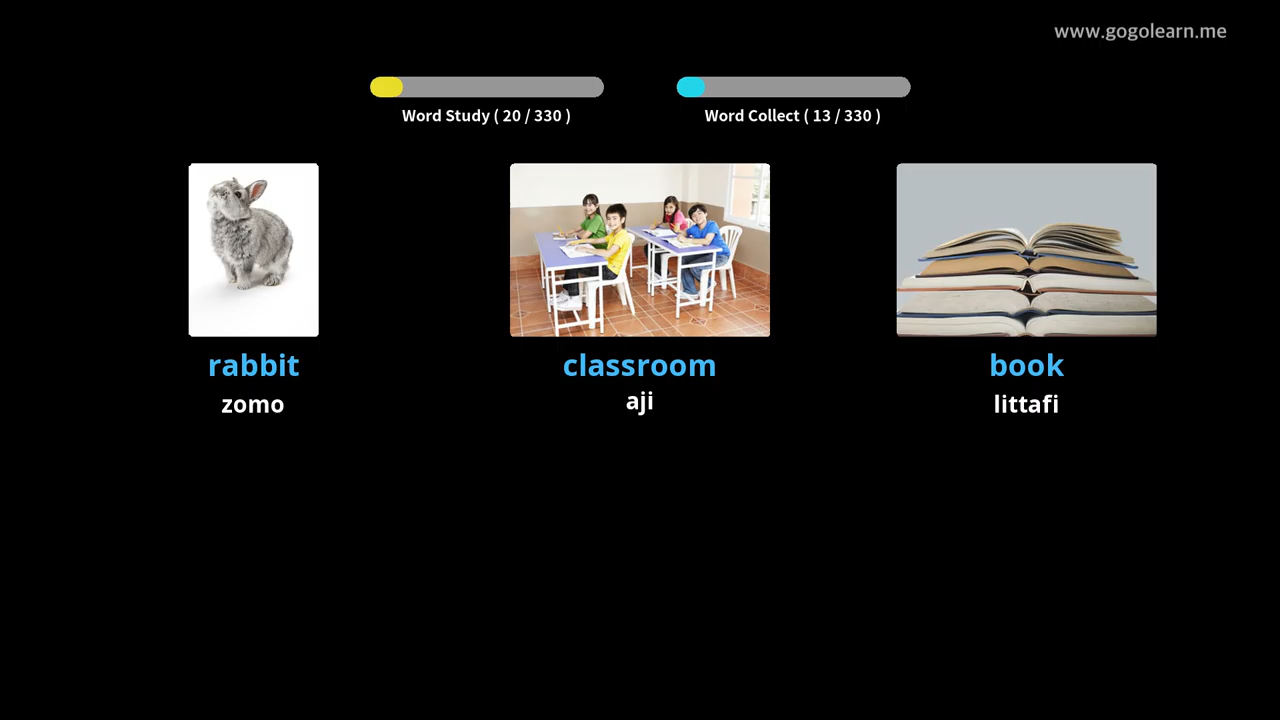 www.gogolearn.me
Word Study ( 20 / 330 )
Word Collect ( 13 / 330 )
rabbit
zomo
classroom
aji
book
littafi